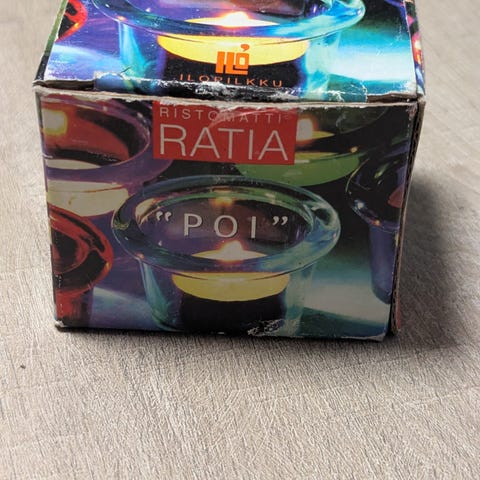 ILO
ILOPILKKU
RISTOMATTI
RATIA
"POI"